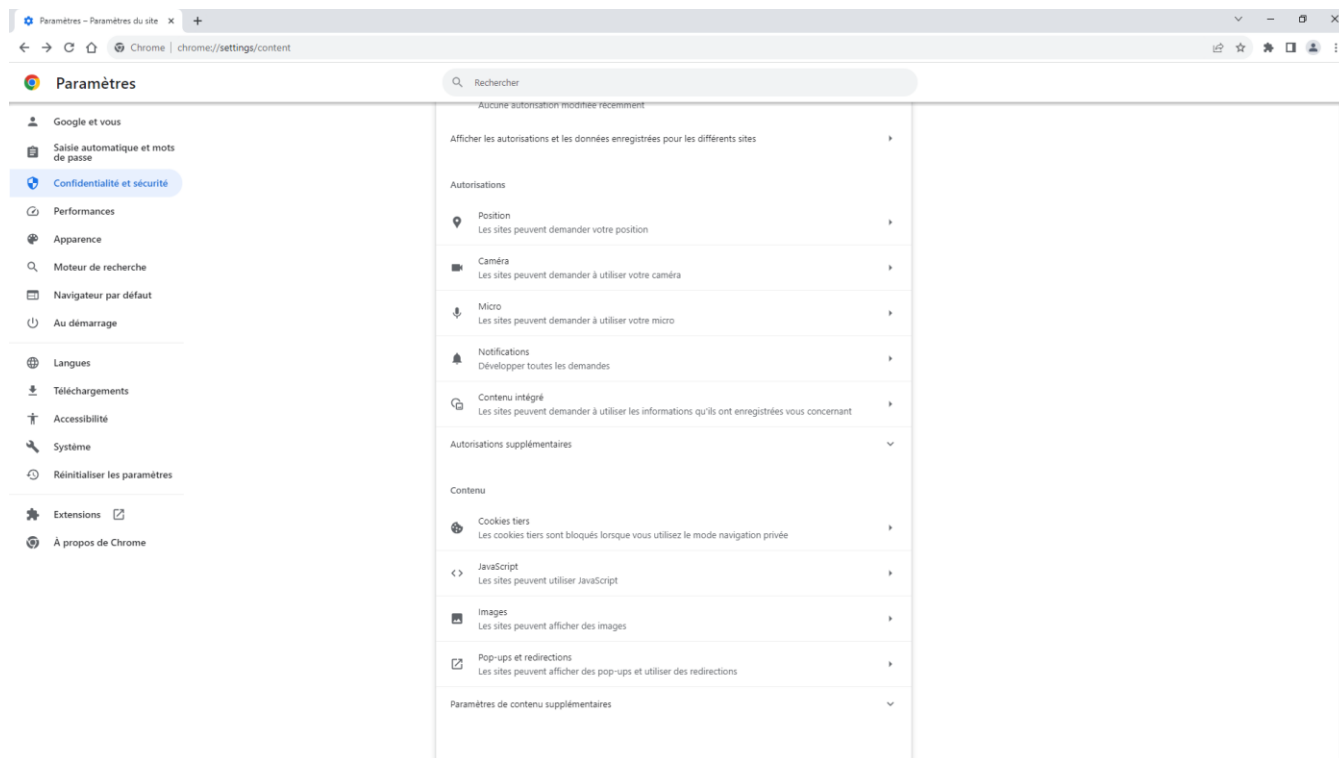 Paramètres – Paramètres du site
Chrome | chrome://settings/content
Paramètres
Rechercher
Google et vous
Saisie automatique et mots
de passe
Confidentialité et sécurité
Performances
Apparence
Moteur de recherche
Navigateur par défaut
Au démarrage
Langues
Téléchargements
Accessibilité
Système
Réinitialiser les paramètres
Extensions
À propos de Chrome
Aucune autorisation modifiée récemment
Afficher les autorisations et les données enregistrées pour les différents sites
Autorisations
Position
Les sites peuvent demander votre position
Caméra
Les sites peuvent demander à utiliser votre caméra
Micro
Les sites peuvent demander à utiliser votre micro
Notifications
Développer toutes les demandes
Contenu intégré
Les sites peuvent demander à utiliser les informations qu'ils ont enregistrées vous concernant
Autorisations supplémentaires
Contenu
Cookies tiers
Les cookies tiers sont bloqués lorsque vous utilisez le mode navigation privée
JavaScript
Les sites peuvent utiliser JavaScript
Images
Les sites peuvent afficher des images
Pop-ups et redirections
Les sites peuvent afficher des pop-ups et utiliser des redirections
Paramètres de contenu supplémentaires